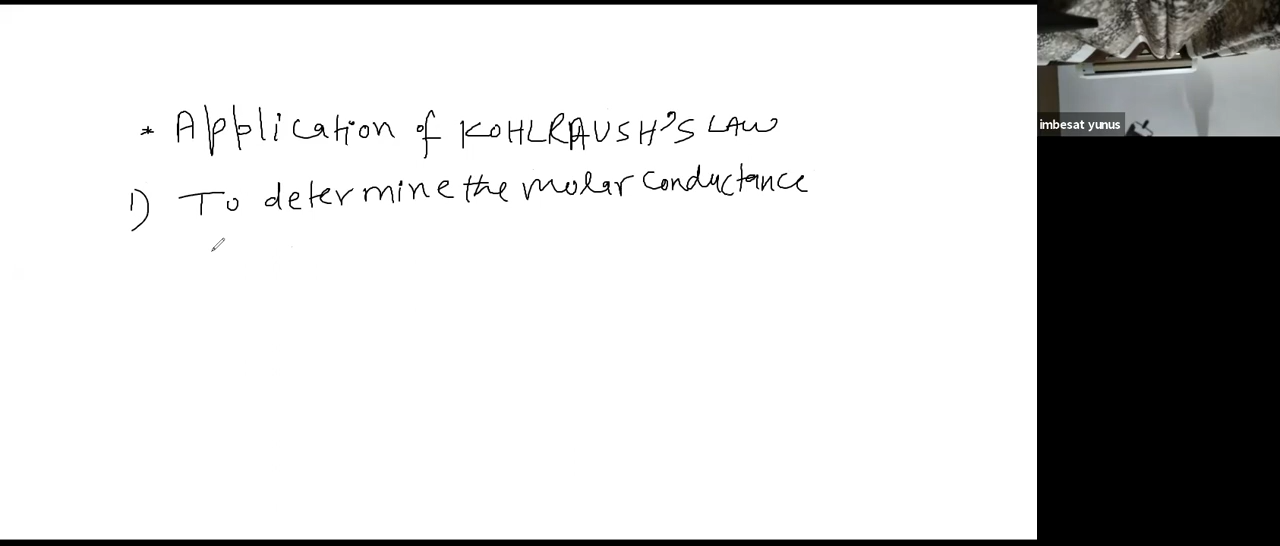 * Application of KOHLRAUSH'S LAW
1) To determine the molar conductance
imbesat yunus